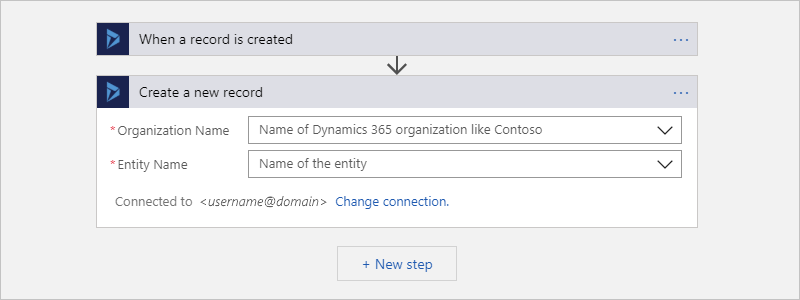 When a record is created
...
Create a new record
...
*Organization Name Name of Dynamics 365 organization like Contoso
*Entity Name Name of the entity
Connected to <username@domain> Change connection.
+ New step